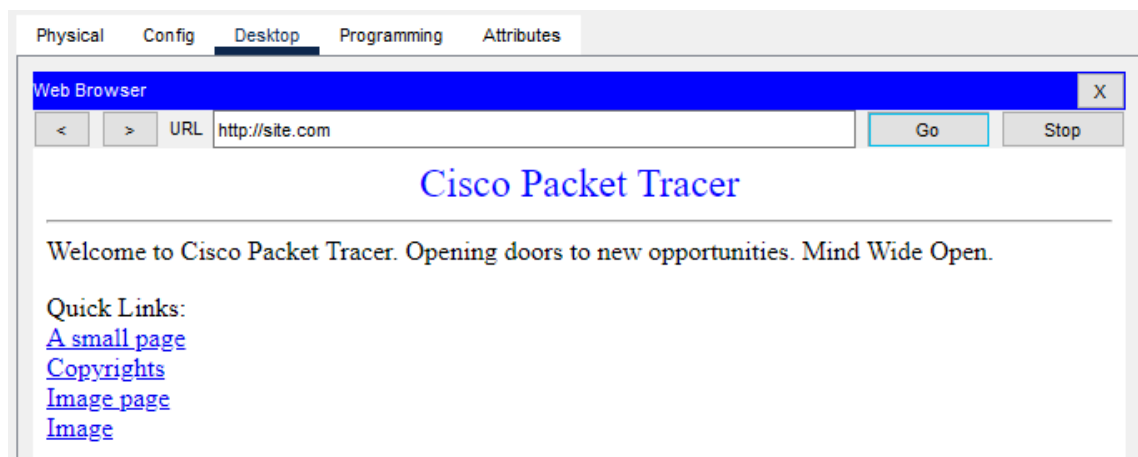 Physical Config Desktop Programming Attributes
Web Browser X
< > URL http://site.com Go Stop
Cisco Packet Tracer
Welcome to Cisco Packet Tracer. Opening doors to new opportunities. Mind Wide Open.
Quick Links:
A small page
Copyrights
Image page
Image